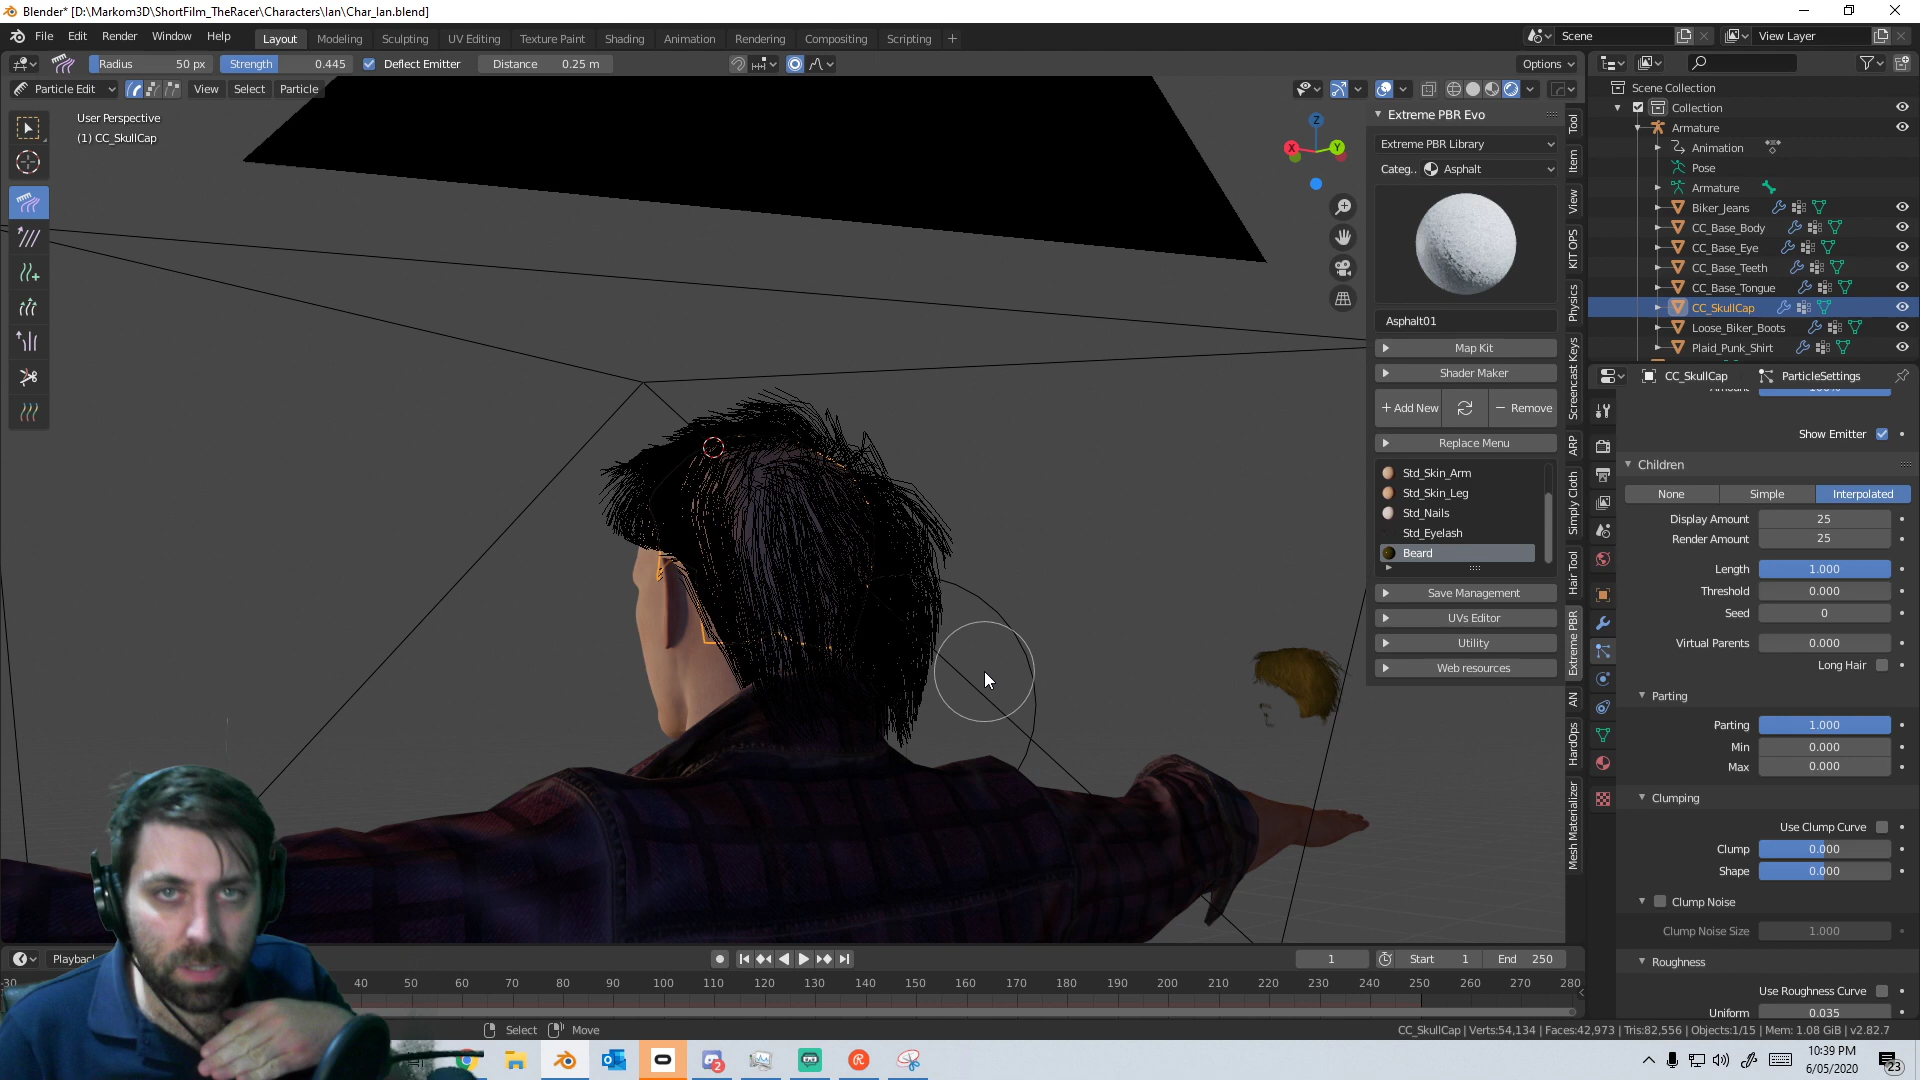 Blender* [D:\Markom3D\ShortFilm_TheRacer\Characters\Ian\Char_Ian.blend]
File Edit Render Window Help Layout Modeling Sculpting UV Editing Texture Paint Shading Animation Rendering Compositing Scripting + Scene View Layer
Radius 50 px Strength 0.445 Deflect Emitter Distance 0.25 m Options
Particle Edit View Select Particle
User Perspective
(1) CC_SkullCap
Z
X Y
Extreme PBR Evo
Extreme PBR Library
Categ.. Asphalt
Asphalt01
Map Kit
Shader Maker
+ Add New − Remove
Replace Menu
Std_Skin_Arm
Std_Skin_Leg
Std_Nails
Std_Eyelash
Beard
Save Management
UVs Editor
Utility
Web resources
Tool
Item
View
KIT OPS
Physics
Screencast Keys
ARP
Simply Cloth
Hair Tool
Extreme PBR
AN
HardOps
Mesh Materializer
Scene Collection
Collection
Armature
Animation
Pose
Armature
Biker_Jeans
CC_Base_Body
CC_Base_Eye
CC_Base_Teeth
CC_Base_Tongue
CC_SkullCap
Loose_Biker_Boots
Plaid_Punk_Shirt
CC_SkullCap ParticleSettings
Amount 100%
Show Emitter
Children
None Simple Interpolated
Display Amount 25
Render Amount 25
Length 1.000
Threshold 0.000
Seed 0
Virtual Parents 0.000
Long Hair
Parting
Parting 1.000
Min 0.000
Max 0.000
Clumping
Use Clump Curve
Clump 0.000
Shape 0.000
Clump Noise
Clump Noise Size 1.000
Roughness
Use Roughness Curve
Uniform 0.035
Playback
1 Start 1 End 250
-30 40 50 60 70 80 90 100 110 120 130 140 150 160 170 180 190 200 210 220 230 240 250 260 270 280
Select Move
CC_SkullCap | Verts:54,134 | Faces:42,973 | Tris:82,556 | Objects:1/15 | Mem: 1.08 GiB | v2.82.7
2
10:39 PM
6/05/2020
23